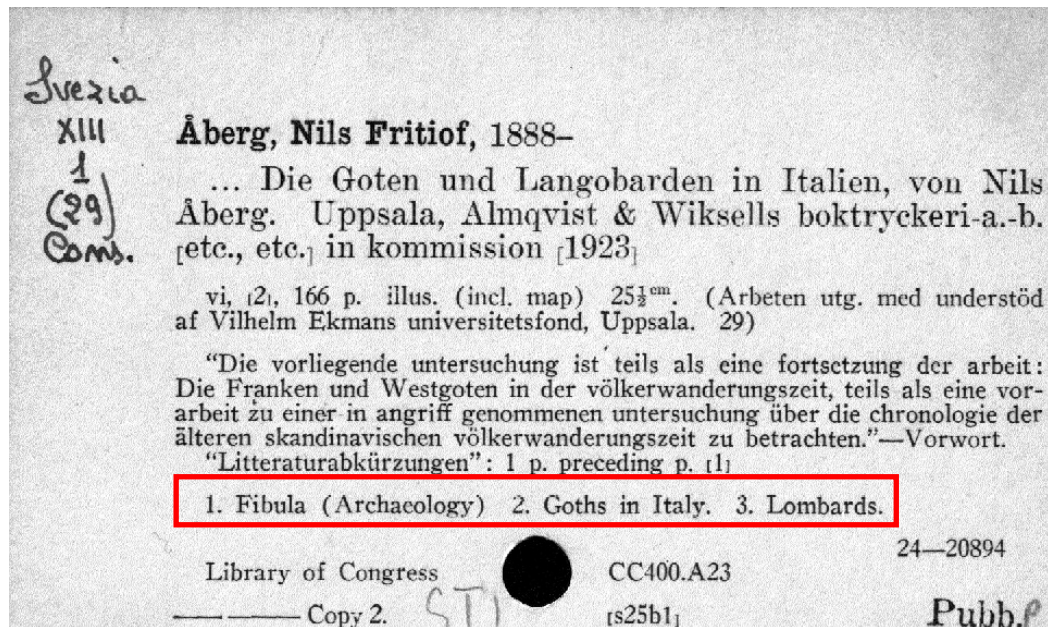 Svezia
XIII
1
(29)
Cons.
Åberg, Nils Fritiof, 1888–
... Die Goten und Langobarden in Italien, von Nils
Åberg. Uppsala, Almqvist & Wiksells boktryckeri-a.-b.
[etc., etc.] in kommission [1923]
vi, [2], 166 p. illus. (incl. map) 25½ cm. (Arbeten utg. med understöd
af Vilhelm Ekmans universitetsfond, Uppsala. 29)
"Die vorliegende untersuchung ist teils als eine fortsetzung der arbeit:
Die Franken und Westgoten in der völkerwanderungszeit, teils als eine vor-
arbeit zu einer in angriff genommenen untersuchung über die chronologie der
älteren skandinavischen völkerwanderungszeit zu betrachten."—Vorwort.
"Litteraturabkürzungen": 1 p. preceding p. [1]
1. Fibula (Archaeology) 2. Goths in Italy. 3. Lombards.
24—20894
Library of Congress CC400.A23
——— Copy 2. [s25b1] Pubb.